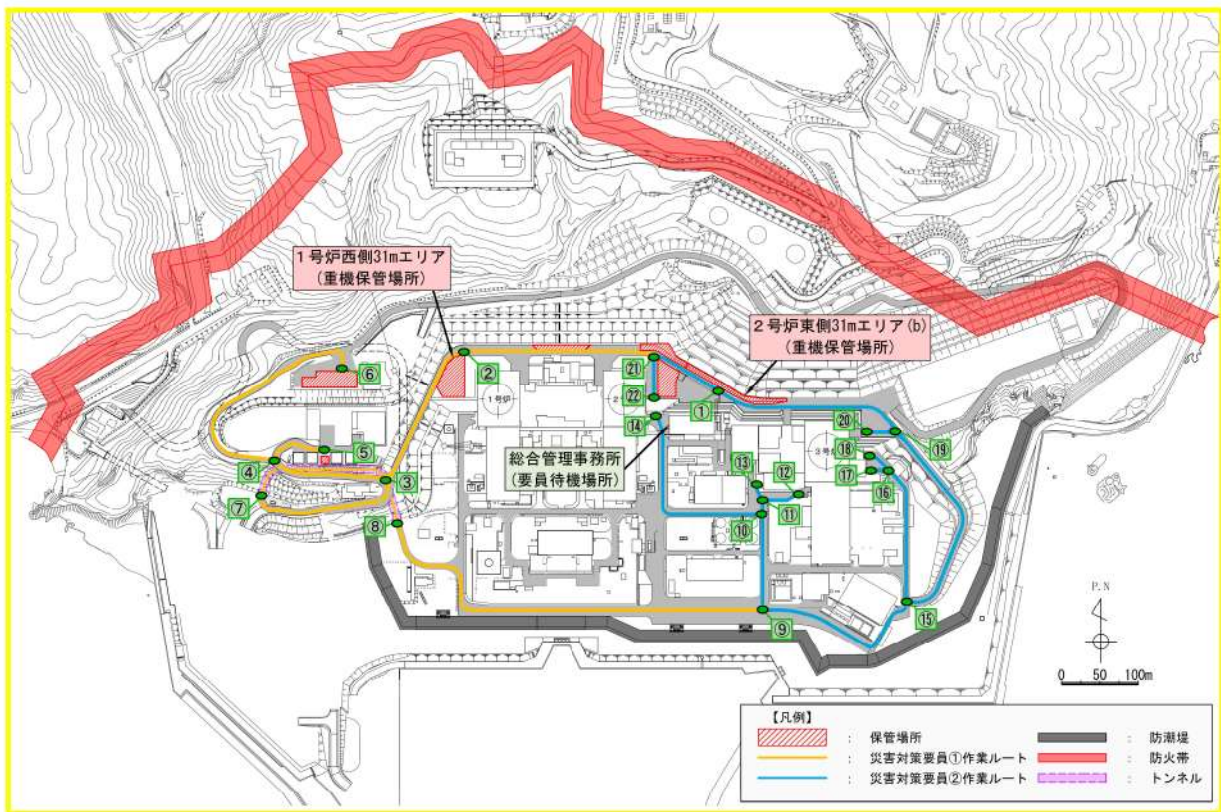 1号炉西側31mエリア
(重機保管場所)
2号炉東側31mエリア(b)
(重機保管場所)
⑥
②
1号炉
㉑
2
①
㉒
⑭
総合管理事務所
(要員待機場所)
⑳
3号炉
⑲
⑱
⑤
④
⑬
⑫
⑰
⑯
③
⑦
⑧
⑩
⑪
⑨
⑮
P.N
0 50 100m
【凡例】
: 保管場所
: 災害対策要員①作業ルート
: 災害対策要員②作業ルート
: 防潮堤
: 防火帯
: トンネル